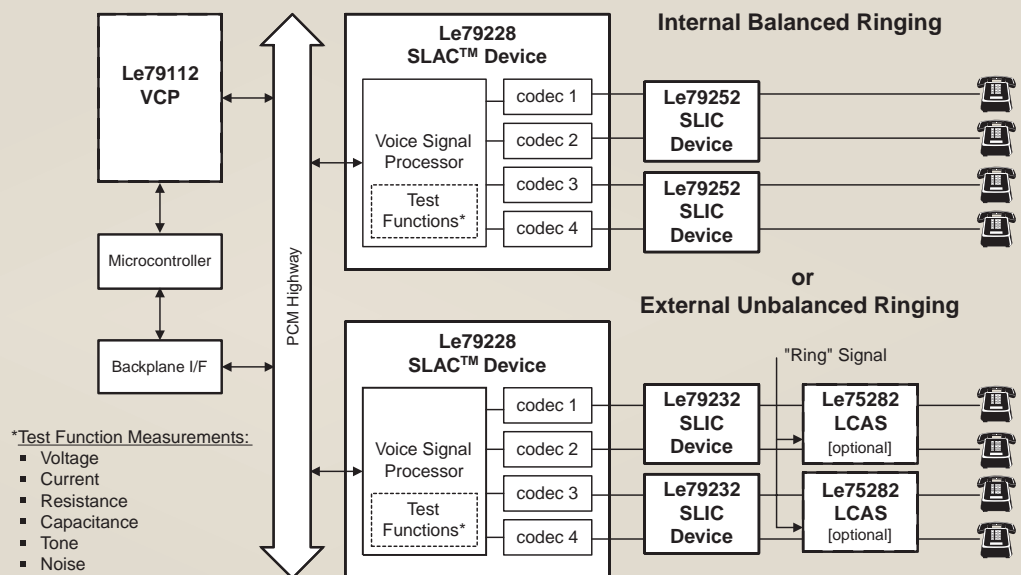 Internal Balanced Ringing
Le79112
VCP
Microcontroller
Backplane I/F
PCM Highway
Le79228
SLAC™ Device
Voice Signal
Processor
Test
Functions*
codec 1
codec 2
codec 3
codec 4
Le79252
SLIC
Device
Le79252
SLIC
Device
or
External Unbalanced Ringing
Le79228
SLAC™ Device
Voice Signal
Processor
Test
Functions*
codec 1
codec 2
codec 3
codec 4
Le79232
SLIC
Device
Le79232
SLIC
Device
"Ring" Signal
Le75282
LCAS
[optional]
Le75282
LCAS
[optional]
*Test Function Measurements:
▪ Voltage
▪ Current
▪ Resistance
▪ Capacitance
▪ Tone
▪ Noise